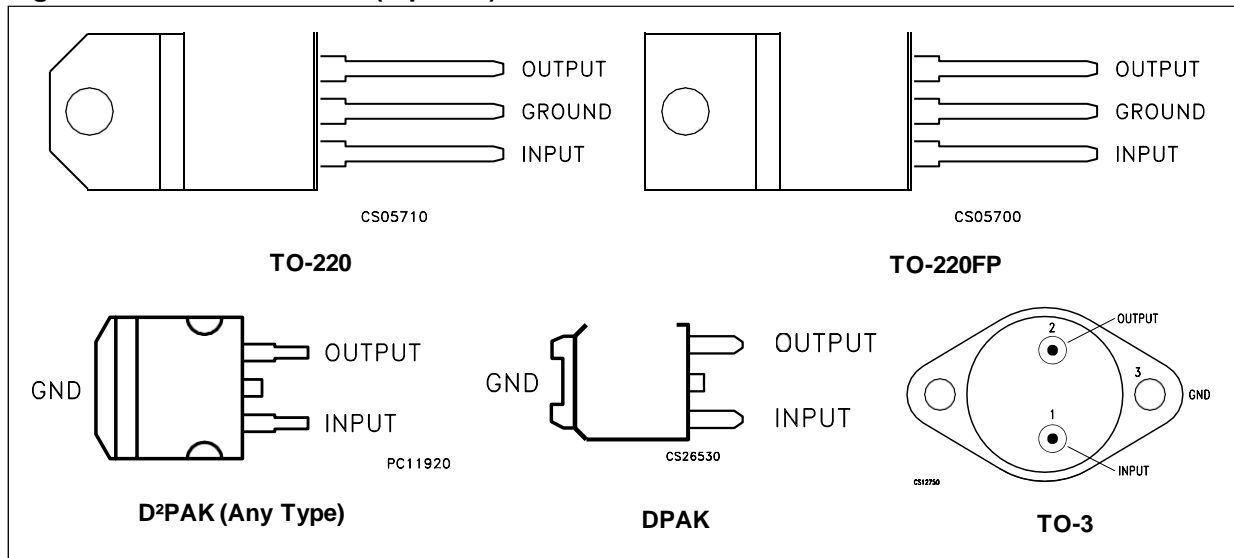 OUTPUT
GROUND
INPUT
CS05710
TO-220
OUTPUT
GROUND
INPUT
CS05700
TO-220FP
GND
OUTPUT
INPUT
PC11920
D²PAK (Any Type)
GND
OUTPUT
INPUT
CS26530
DPAK
2
OUTPUT
3
GND
1
INPUT
CS12750
TO-3